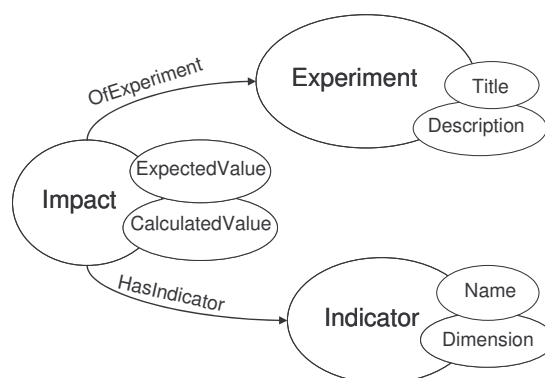 OfExperiment
Experiment
Title
Description
ExpectedValue
Impact
CalculatedValue
HasIndicator
Name
Indicator
Dimension